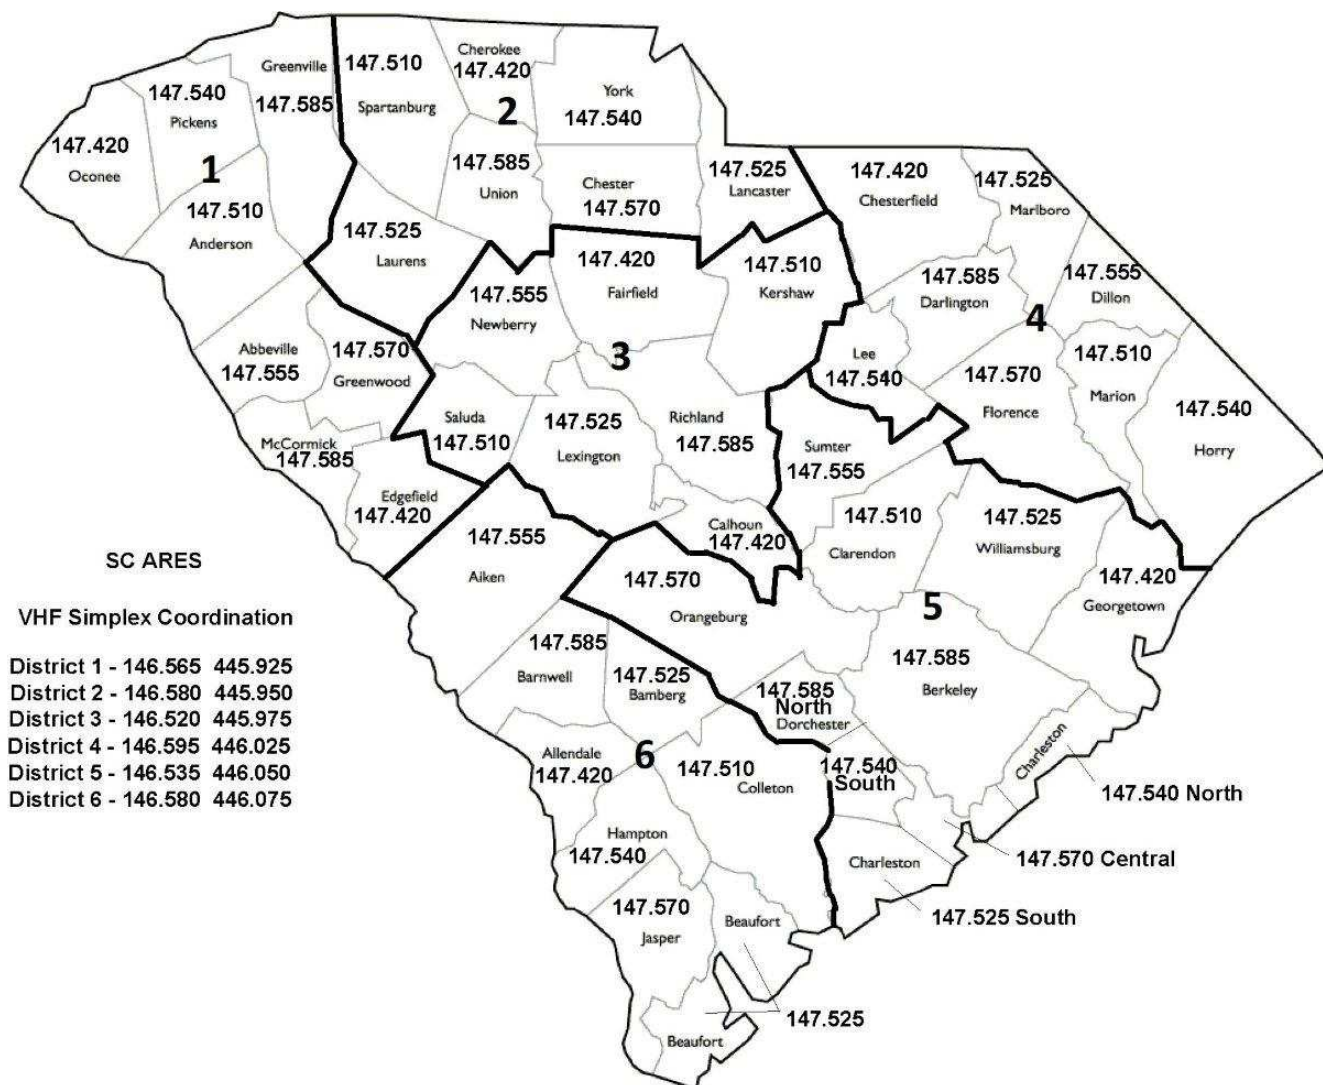 Cherokee
147.420
147.510
Spartanburg
Greenville
147.585
147.540
Pickens
147.420
Oconee
1
147.510
Anderson
2
York
147.540
147.585
Union
Chester
147.570
147.525
Lancaster
147.525
Laurens
147.420
Chesterfield
147.525
Marlboro
147.585
Darlington
147.555
Dillon
4
147.555
Newberry
147.420
Fairfield
147.510
Kershaw
3
Abbeville
147.555
147.570
Greenwood
Lee
147.540
147.570
Florence
147.510
Marion
147.540
Horry
McCormick
147.585
Saluda
147.510
147.525
Lexington
Richland
147.585
Sumter
147.555
Edgefield
147.420
Calhoun
147.420
147.510
Clarendon
147.525
Williamsburg
147.420
Georgetown
147.555
Aiken
147.570
Orangeburg
5
147.585
Berkeley
147.585
Barnwell
147.525
Bamberg
147.585
North
Dorchester
147.540
South
6
Allendale
147.420
147.510
Colleton
Charleston
147.540 North
147.570 Central
Charleston
147.525 South
Hampton
147.540
147.570
Jasper
Beaufort
147.525
Beaufort
SC ARES
VHF Simplex Coordination
District 1 - 146.565 445.925
District 2 - 146.580 445.950
District 3 - 146.520 445.975
District 4 - 146.595 446.025
District 5 - 146.535 446.050
District 6 - 146.580 446.075